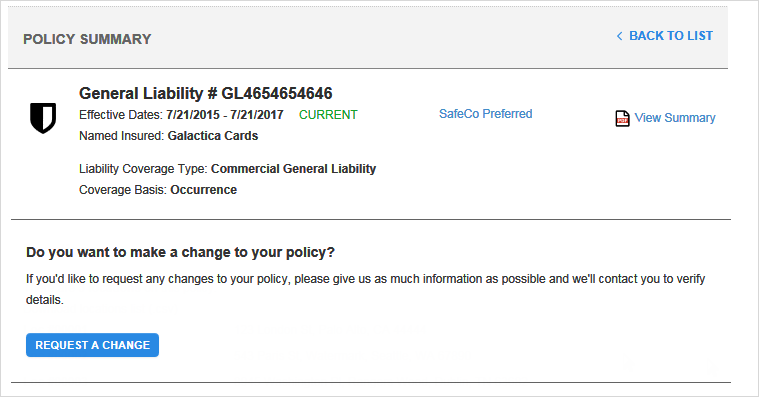 POLICY SUMMARY
BACK TO LIST
General Liability # GL4654654646
Effective Dates: 7/21/2015 - 7/21/2017 CURRENT
SafeCo Preferred
PDF View Summary
Named Insured: Galactica Cards
Liability Coverage Type: Commercial General Liability
Coverage Basis: Occurrence
Do you want to make a change to your policy?
If you'd like to request any changes to your policy, please give us as much information as possible and we'll contact you to verify
details.
REQUEST A CHANGE